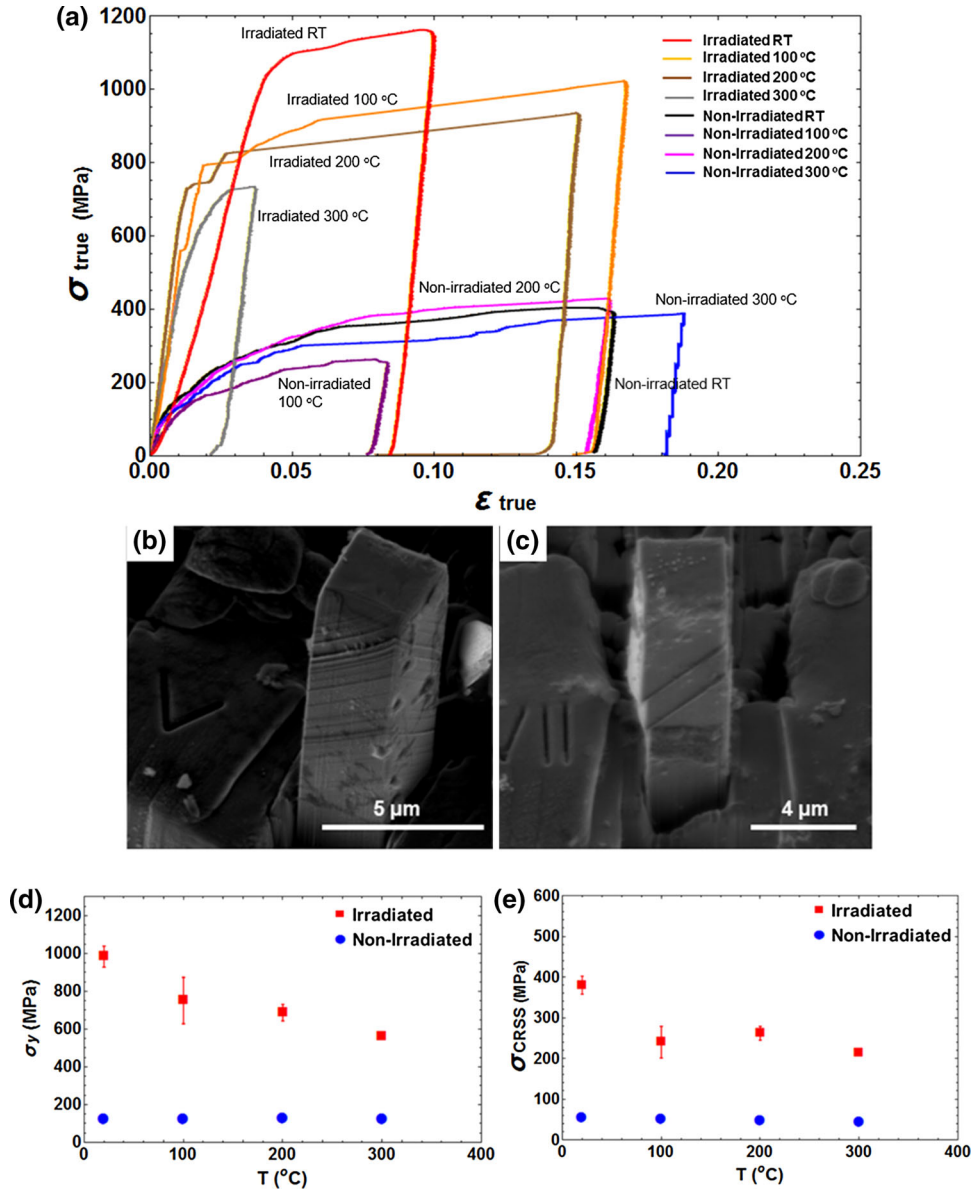 (a)
1200
1000
800
600
400
200
0
σ true (MPa)
Irradiated RT
Irradiated 100 °C
Irradiated 200 °C
Irradiated 300 °C
Non-irradiated 200 °C
Non-irradiated 300 °C
Non-irradiated
100 °C
Non-irradiated RT
Irradiated RT
Irradiated 100 °C
Irradiated 200 °C
Irradiated 300 °C
Non-Irradiated RT
Non-Irradiated 100 °C
Non-Irradiated 200 °C
Non-Irradiated 300 °C
0.00 0.05 0.10 0.15 0.20 0.25
ε true
(b)
V
5 µm
(c)
4 µm
(d)
1200
1000
800
600
400
200
0
σy (MPa)
Irradiated
Non-Irradiated
0 100 200 300 400
T (°C)
(e)
600
500
400
300
200
100
0
σCRSS (MPa)
Irradiated
Non-Irradiated
0 100 200 300 400
T (°C)